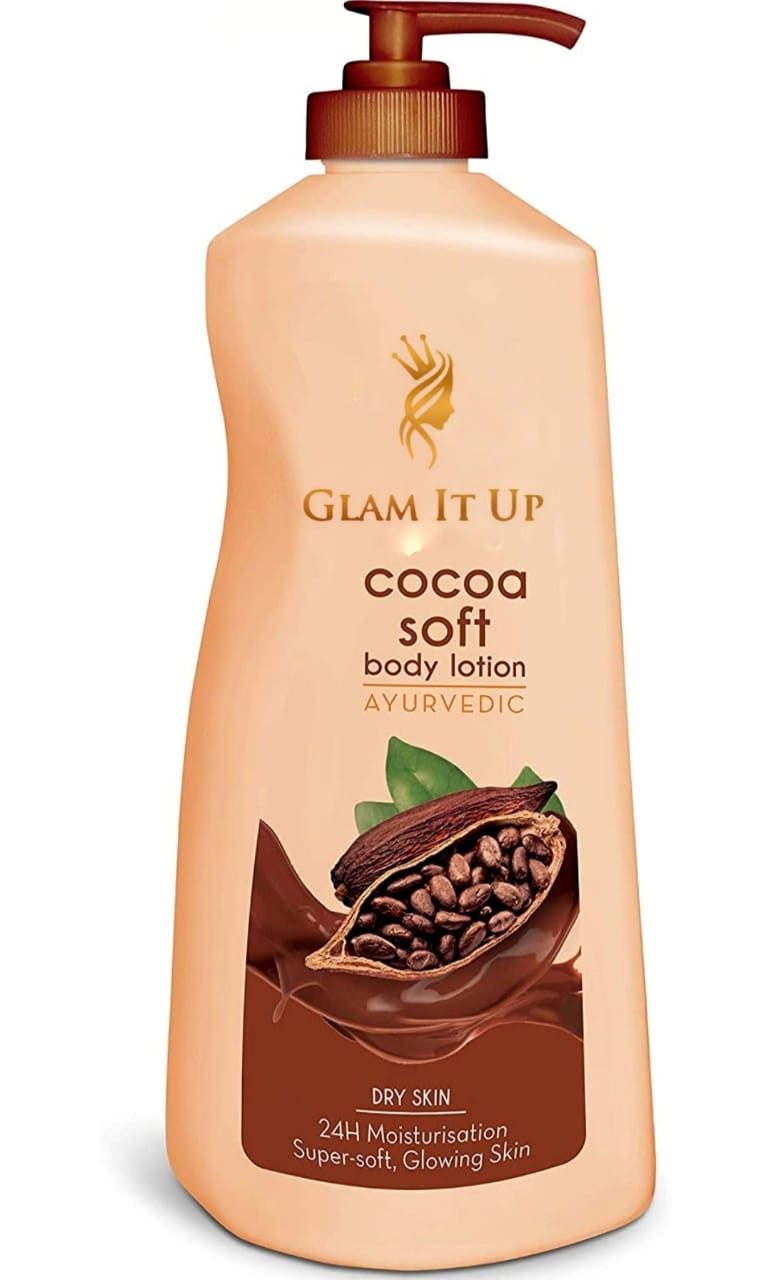 GLAM IT UP
cocoa
soft
body lotion
AYURVEDIC
DRY SKIN
24H Moisturisation
Super-soft, Glowing Skin